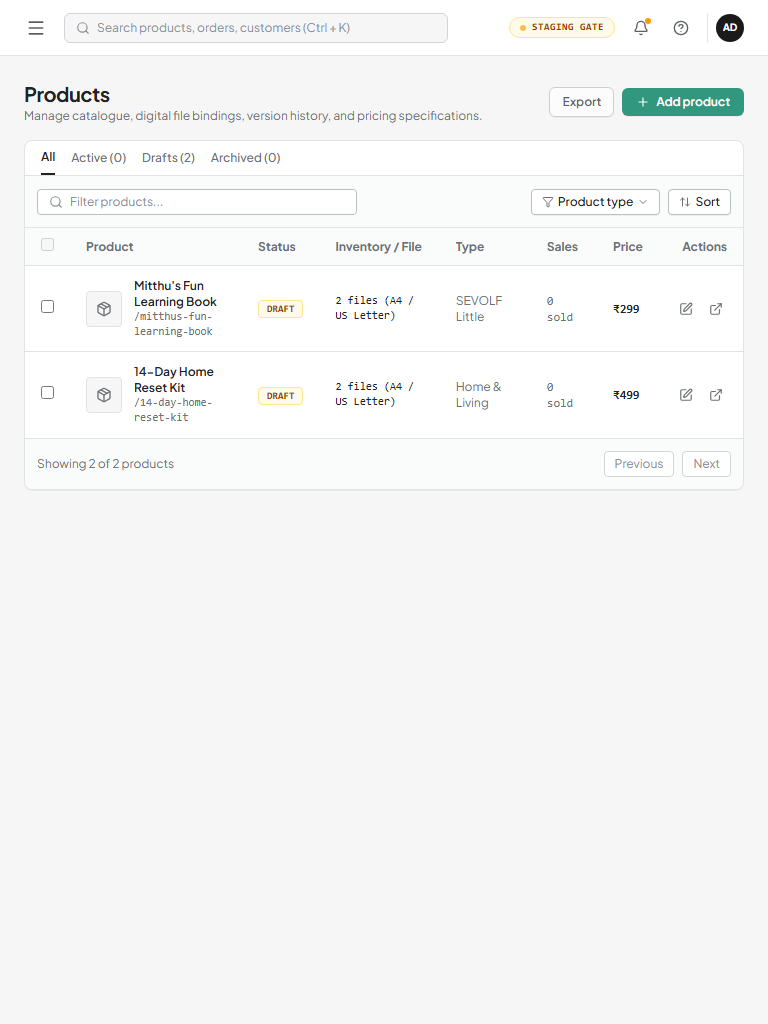 Search products, orders, customers (Ctrl + K)
STAGING GATE
AD
Products
Manage catalogue, digital file bindings, version history, and pricing specifications.
Export
Add product
All
Active (0)
Drafts (2)
Archived (0)
Filter products...
Product type
Sort
Product
Status
Inventory / File
Type
Sales
Price
Actions
Mitthu's Fun
Learning Book
/mitthus-fun-
learning-book
DRAFT
2 files (A4 /
US Letter)
SEVOLF
Little
0
sold
₹299
14-Day Home
Reset Kit
/14-day-home-
reset-kit
DRAFT
2 files (A4 /
US Letter)
Home &
Living
0
sold
₹499
Showing 2 of 2 products
Previous
Next